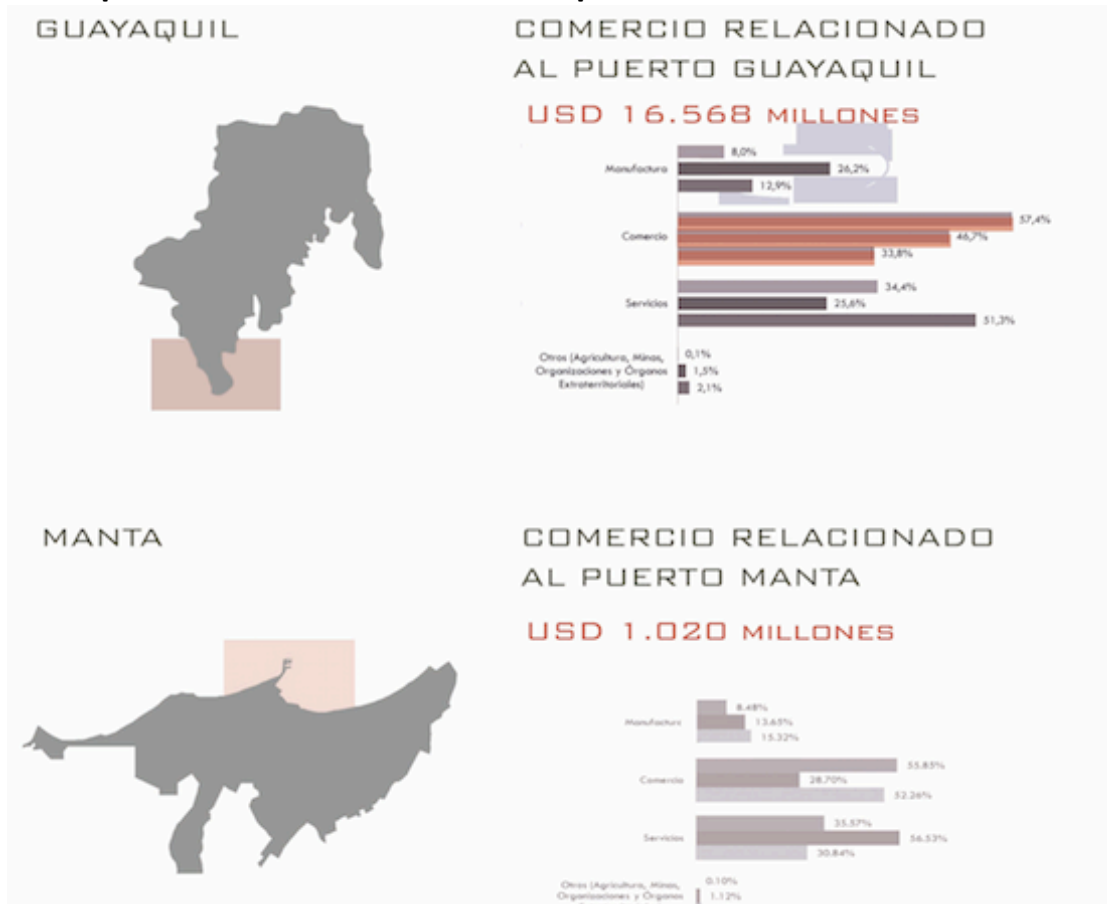 GUAYAQUIL
COMERCIO RELACIONADO
AL PUERTO GUAYAQUIL
USD 16.568 MILLONES
Manufactura
8,0%
26,2%
12,9%
Comercio
57,4%
46,7%
33,8%
Servicios
34,4%
25,6%
51,3%
Otros (Agricultura, Minas,
Organizaciones y Órganos
Extraterritoriales)
0,1%
1,5%
2,1%
MANTA
COMERCIO RELACIONADO
AL PUERTO MANTA
USD 1.020 MILLONES
Manufactura
8.48%
13.65%
15.32%
Comercio
55.85%
28.70%
52.26%
Servicios
35.57%
56.53%
30.84%
Otros (Agricultura, Minas,
Organizaciones y Órganos
0.10%
1.12%